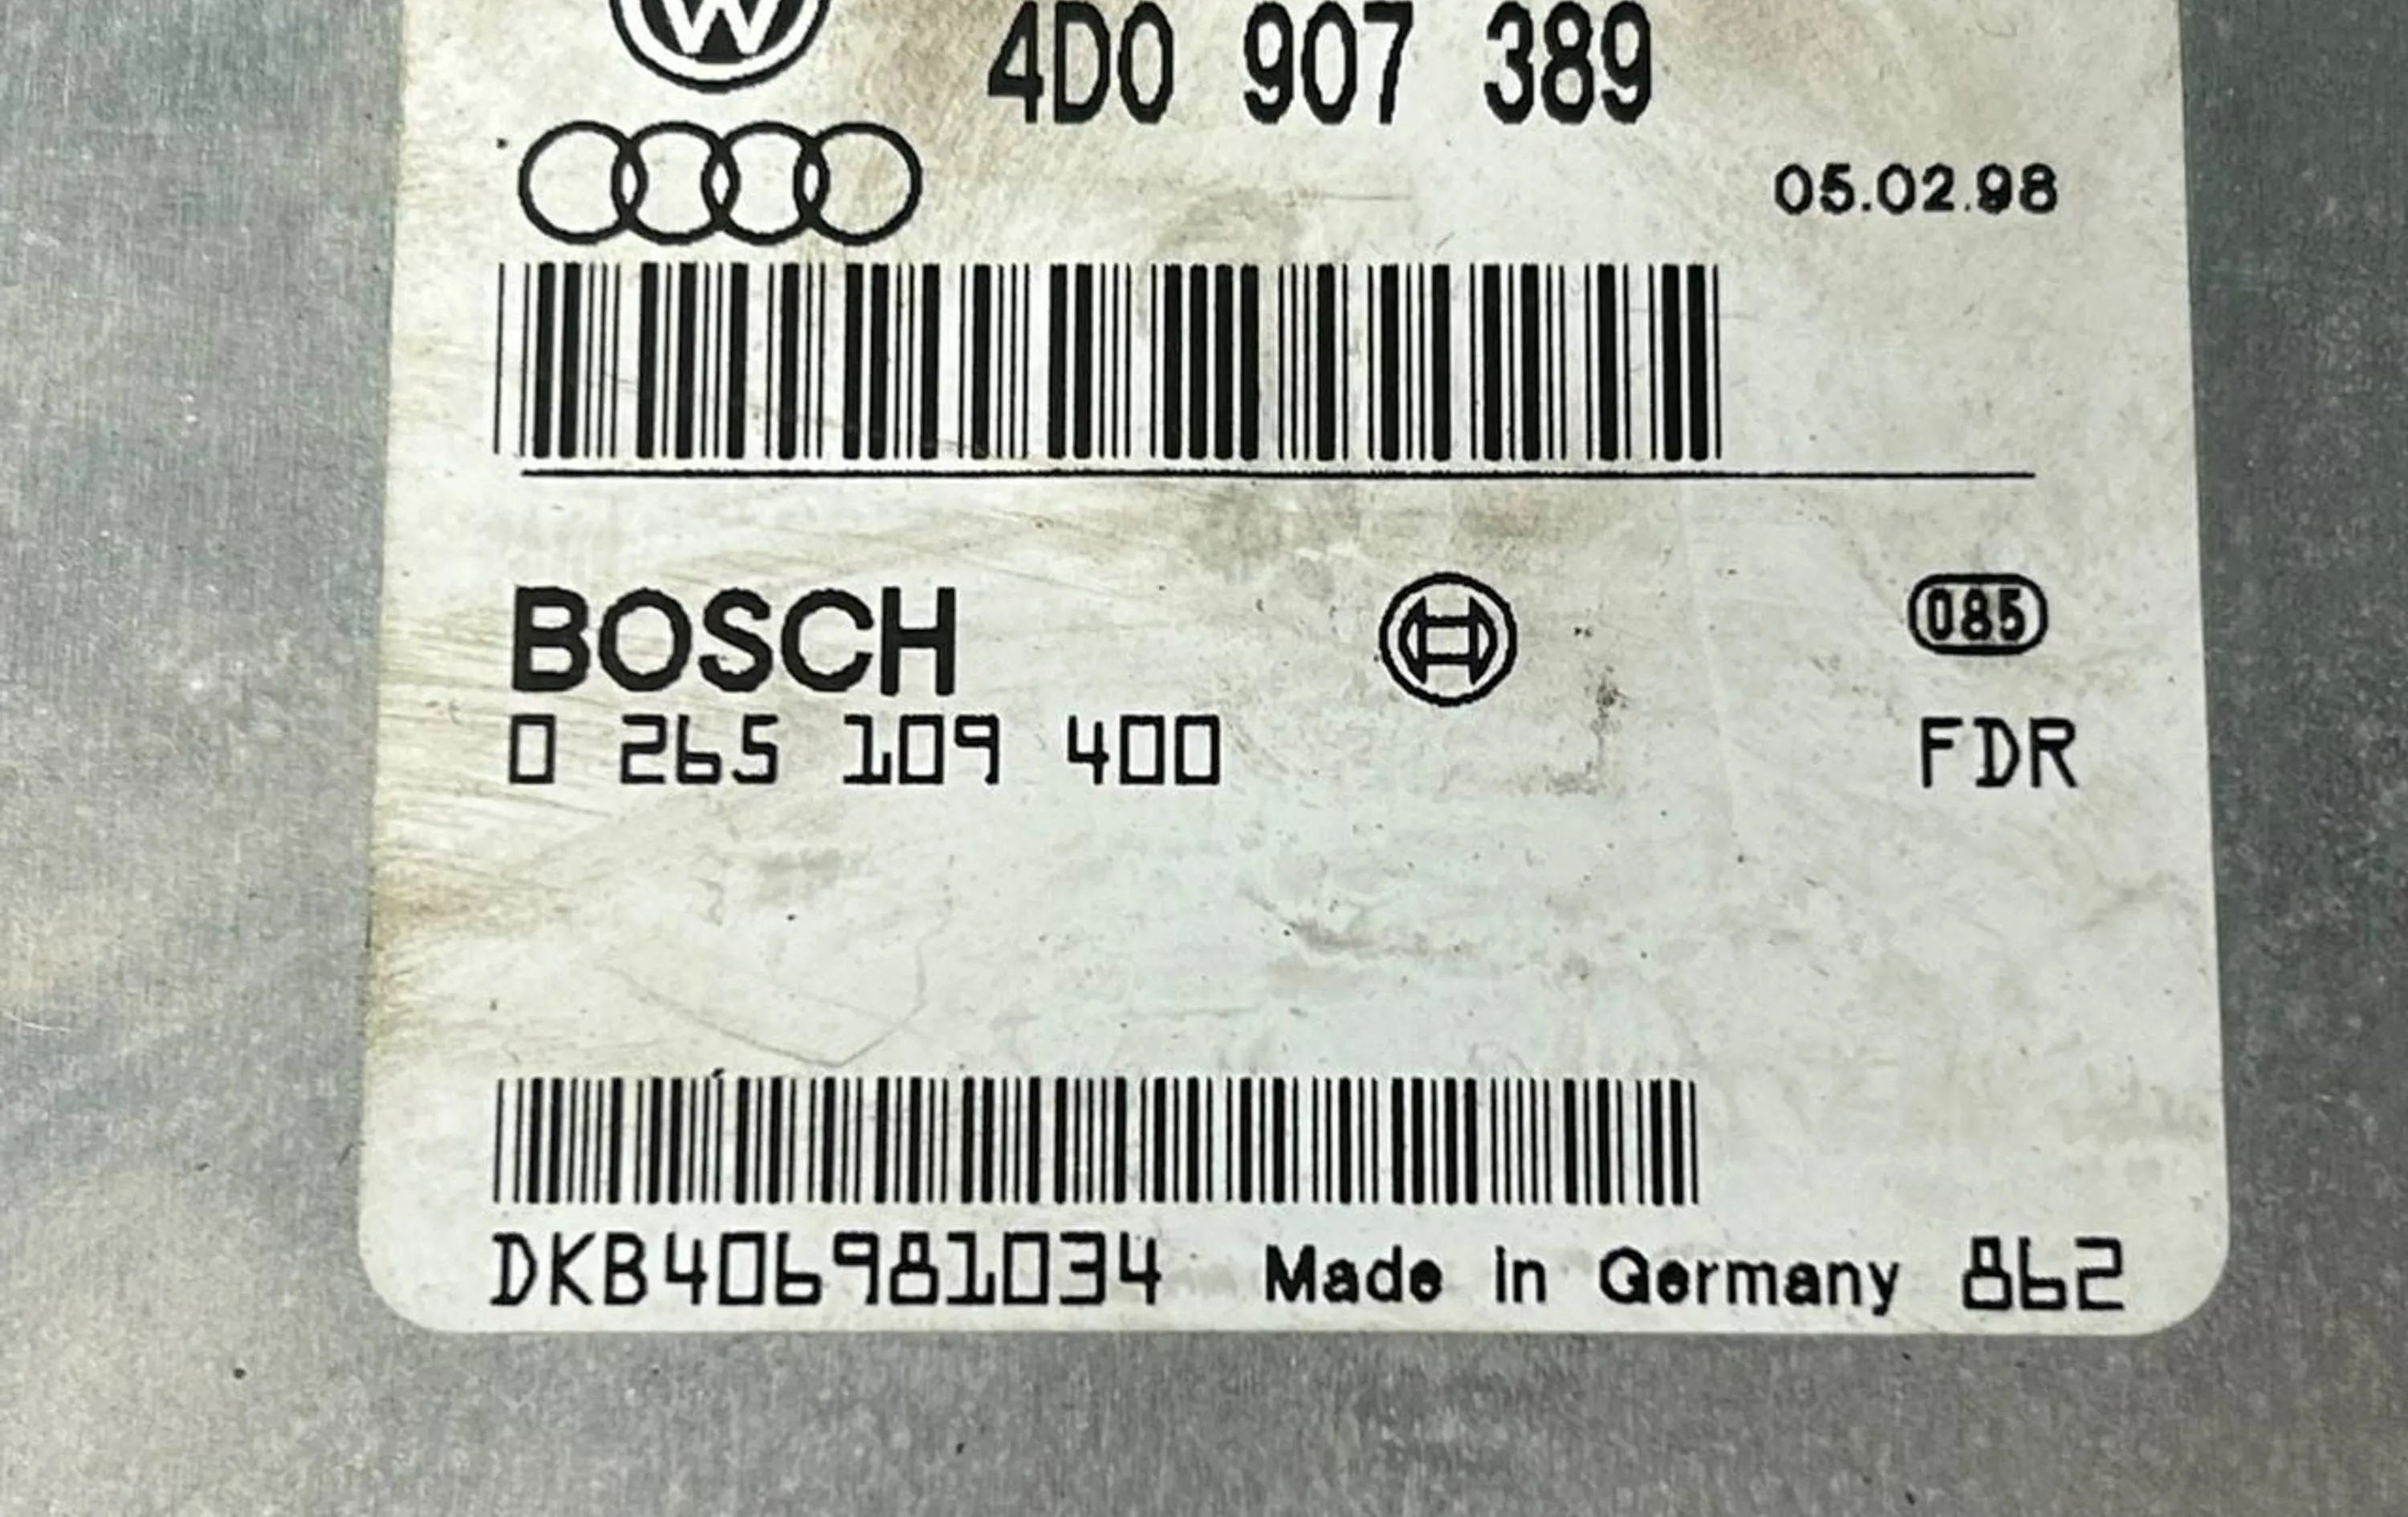 W
4D0 907 389
05.02.98
BOSCH
085
0 265 109 400
FDR
DKB406981034 Made in Germany 862